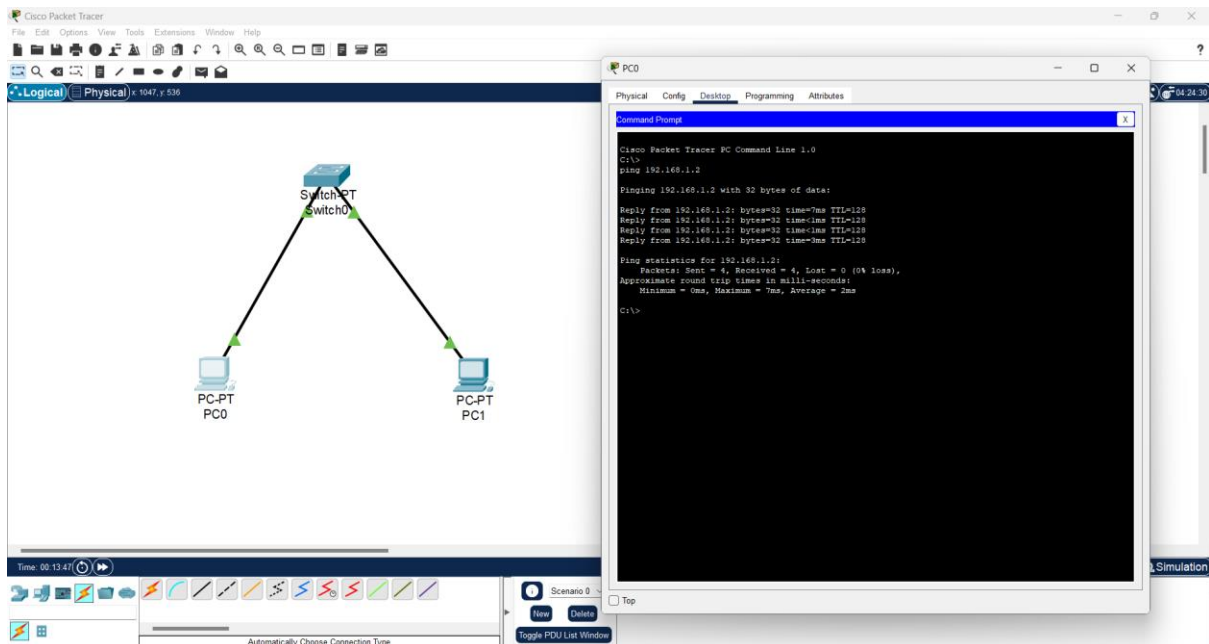 Cisco Packet Tracer
File Edit Options View Tools Extensions Window Help
?
Logical Physical x: 1047, y: 536
04:24:30
Switch-PT
Switch0
PC-PT
PC0
PC-PT
PC1
PC0
Physical Config Desktop Programming Attributes
Command Prompt
X
Cisco Packet Tracer PC Command Line 1.0
C:\>
ping 192.168.1.2
Pinging 192.168.1.2 with 32 bytes of data:
Reply from 192.168.1.2: bytes=32 time=7ms TTL=128
Reply from 192.168.1.2: bytes=32 time<1ms TTL=128
Reply from 192.168.1.2: bytes=32 time<1ms TTL=128
Reply from 192.168.1.2: bytes=32 time=3ms TTL=128
Ping statistics for 192.168.1.2:
Packets: Sent = 4, Received = 4, Lost = 0 (0% loss),
Approximate round trip times in milli-seconds:
Minimum = 0ms, Maximum = 7ms, Average = 2ms
C:\>
Top
Time: 00:13:47
Simulation
Scenario 0
New Delete
Toggle PDU List Window
Automatically Choose Connection Type